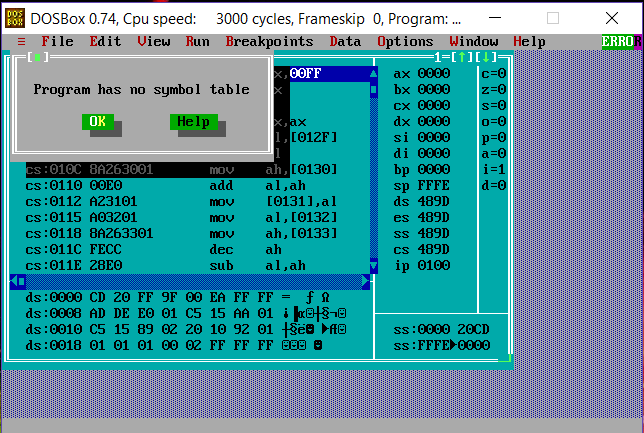 DOSBox 0.74, Cpu speed: 3000 cycles, Frameskip 0, Program: ...
≡ File Edit View Run Breakpoints Data Options Window Help ERROR
[■] 1=[↑][↓]
Program has no symbol table
OK Help
x,00FF
x,ax
l,[012F]
l
cs:010C 8A263001 mov ah,[0130]
cs:0110 00E0 add al,ah
cs:0112 A23101 mov [0131],al
cs:0115 A03201 mov al,[0132]
cs:0118 8A263301 mov ah,[0133]
cs:011C FECC dec ah
cs:011E 28E0 sub al,ah
ax 0000 c=0
bx 0000 z=0
cx 0000 s=0
dx 0000 o=0
si 0000 p=0
di 0000 a=0
bp 0000 i=1
sp FFFE d=0
ds 489D
es 489D
ss 489D
cs 489D
ip 0100
ds:0000 CD 20 FF 9F 00 EA FF FF = ƒ Ω
ds:0008 AD DE E0 01 C5 15 AA 01
ds:0010 C5 15 89 02 20 10 92 01
ds:0018 01 01 01 00 02 FF FF FF
ss:0000 20CD
ss:FFFE►0000